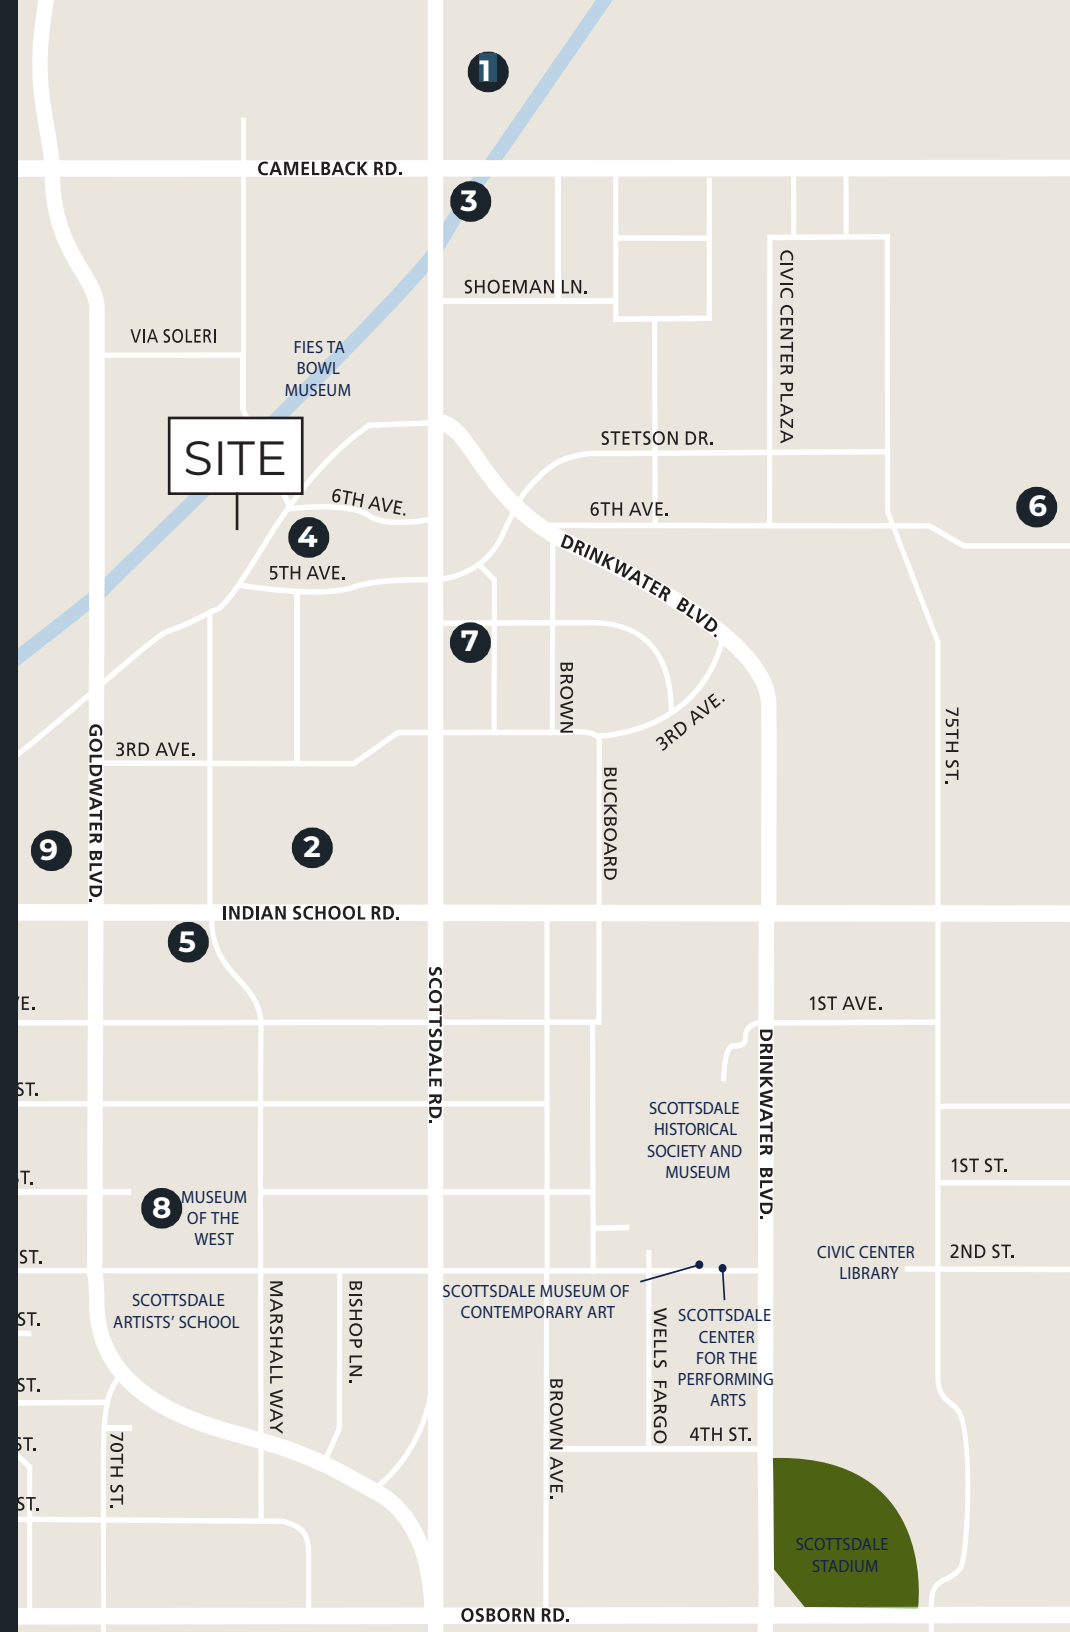 1
CAMELBACK RD.
3
SHOEMAN LN.
CIVIC CENTER PLAZA
VIA SOLERI
FIES TA
BOWL
MUSEUM
SITE
STETSON DR.
6TH AVE.
6TH AVE.
6
4
5TH AVE.
DRINKWATER BLVD.
7
BROWN
3RD AVE.
75TH ST.
GOLDWATER BLVD.
3RD AVE.
BUCKBOARD
9
2
INDIAN SCHOOL RD.
5
SCOTTSDALE RD.
E.
1ST AVE.
DRINKWATER BLVD.
ST.
SCOTTSDALE
HISTORICAL
SOCIETY AND
MUSEUM
T.
1ST ST.
8
MUSEUM
OF THE
WEST
ST.
CIVIC CENTER
LIBRARY
2ND ST.
SCOTTSDALE
ARTISTS' SCHOOL
MARSHALL WAY
BISHOP LN.
SCOTTSDALE MUSEUM OF
CONTEMPORARY ART
WELLS FARGO
SCOTTSDALE
CENTER
FOR THE
PERFORMING
ARTS
ST.
ST.
BROWN AVE.
4TH ST.
ST.
70TH ST.
ST.
SCOTTSDALE
STADIUM
OSBORN RD.